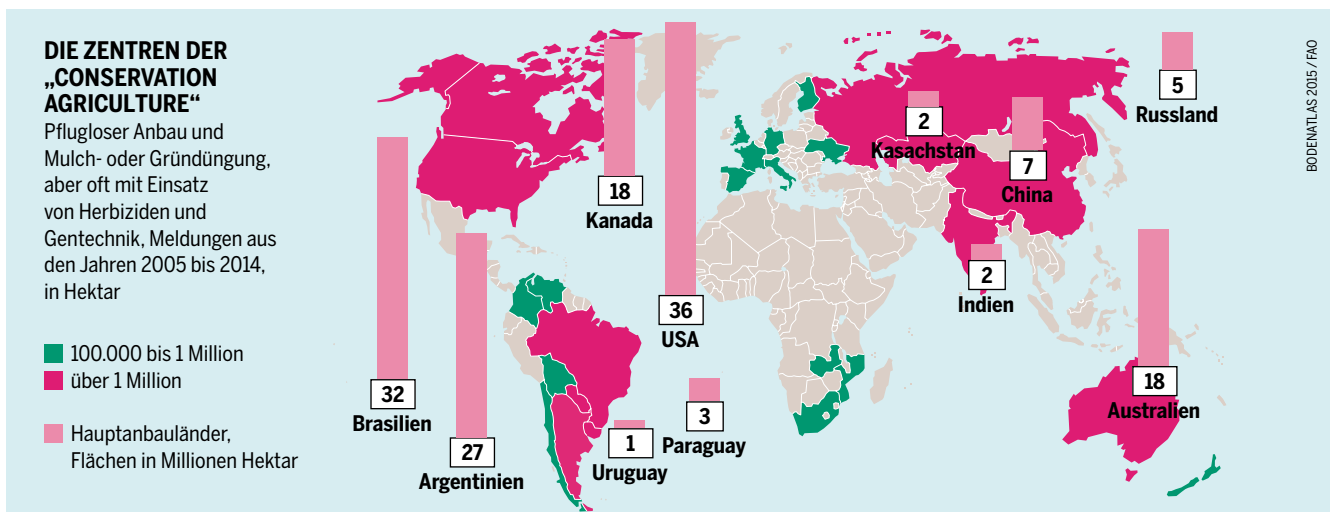 DIE ZENTREN DER
„CONSERVATION
AGRICULTURE“
Pflugloser Anbau und
Mulch- oder Gründüngung,
aber oft mit Einsatz
von Herbiziden und
Gentechnik, Meldungen aus
den Jahren 2005 bis 2014,
in Hektar
100.000 bis 1 Million
über 1 Million
Hauptanbauländer,
Flächen in Millionen Hektar
32
Brasilien
27
Argentinien
18
Kanada
1
Uruguay
36
USA
3
Paraguay
2
Kasachstan
7
China
2
Indien
5
Russland
18
Australien
BODENATLAS 2015 / FAO